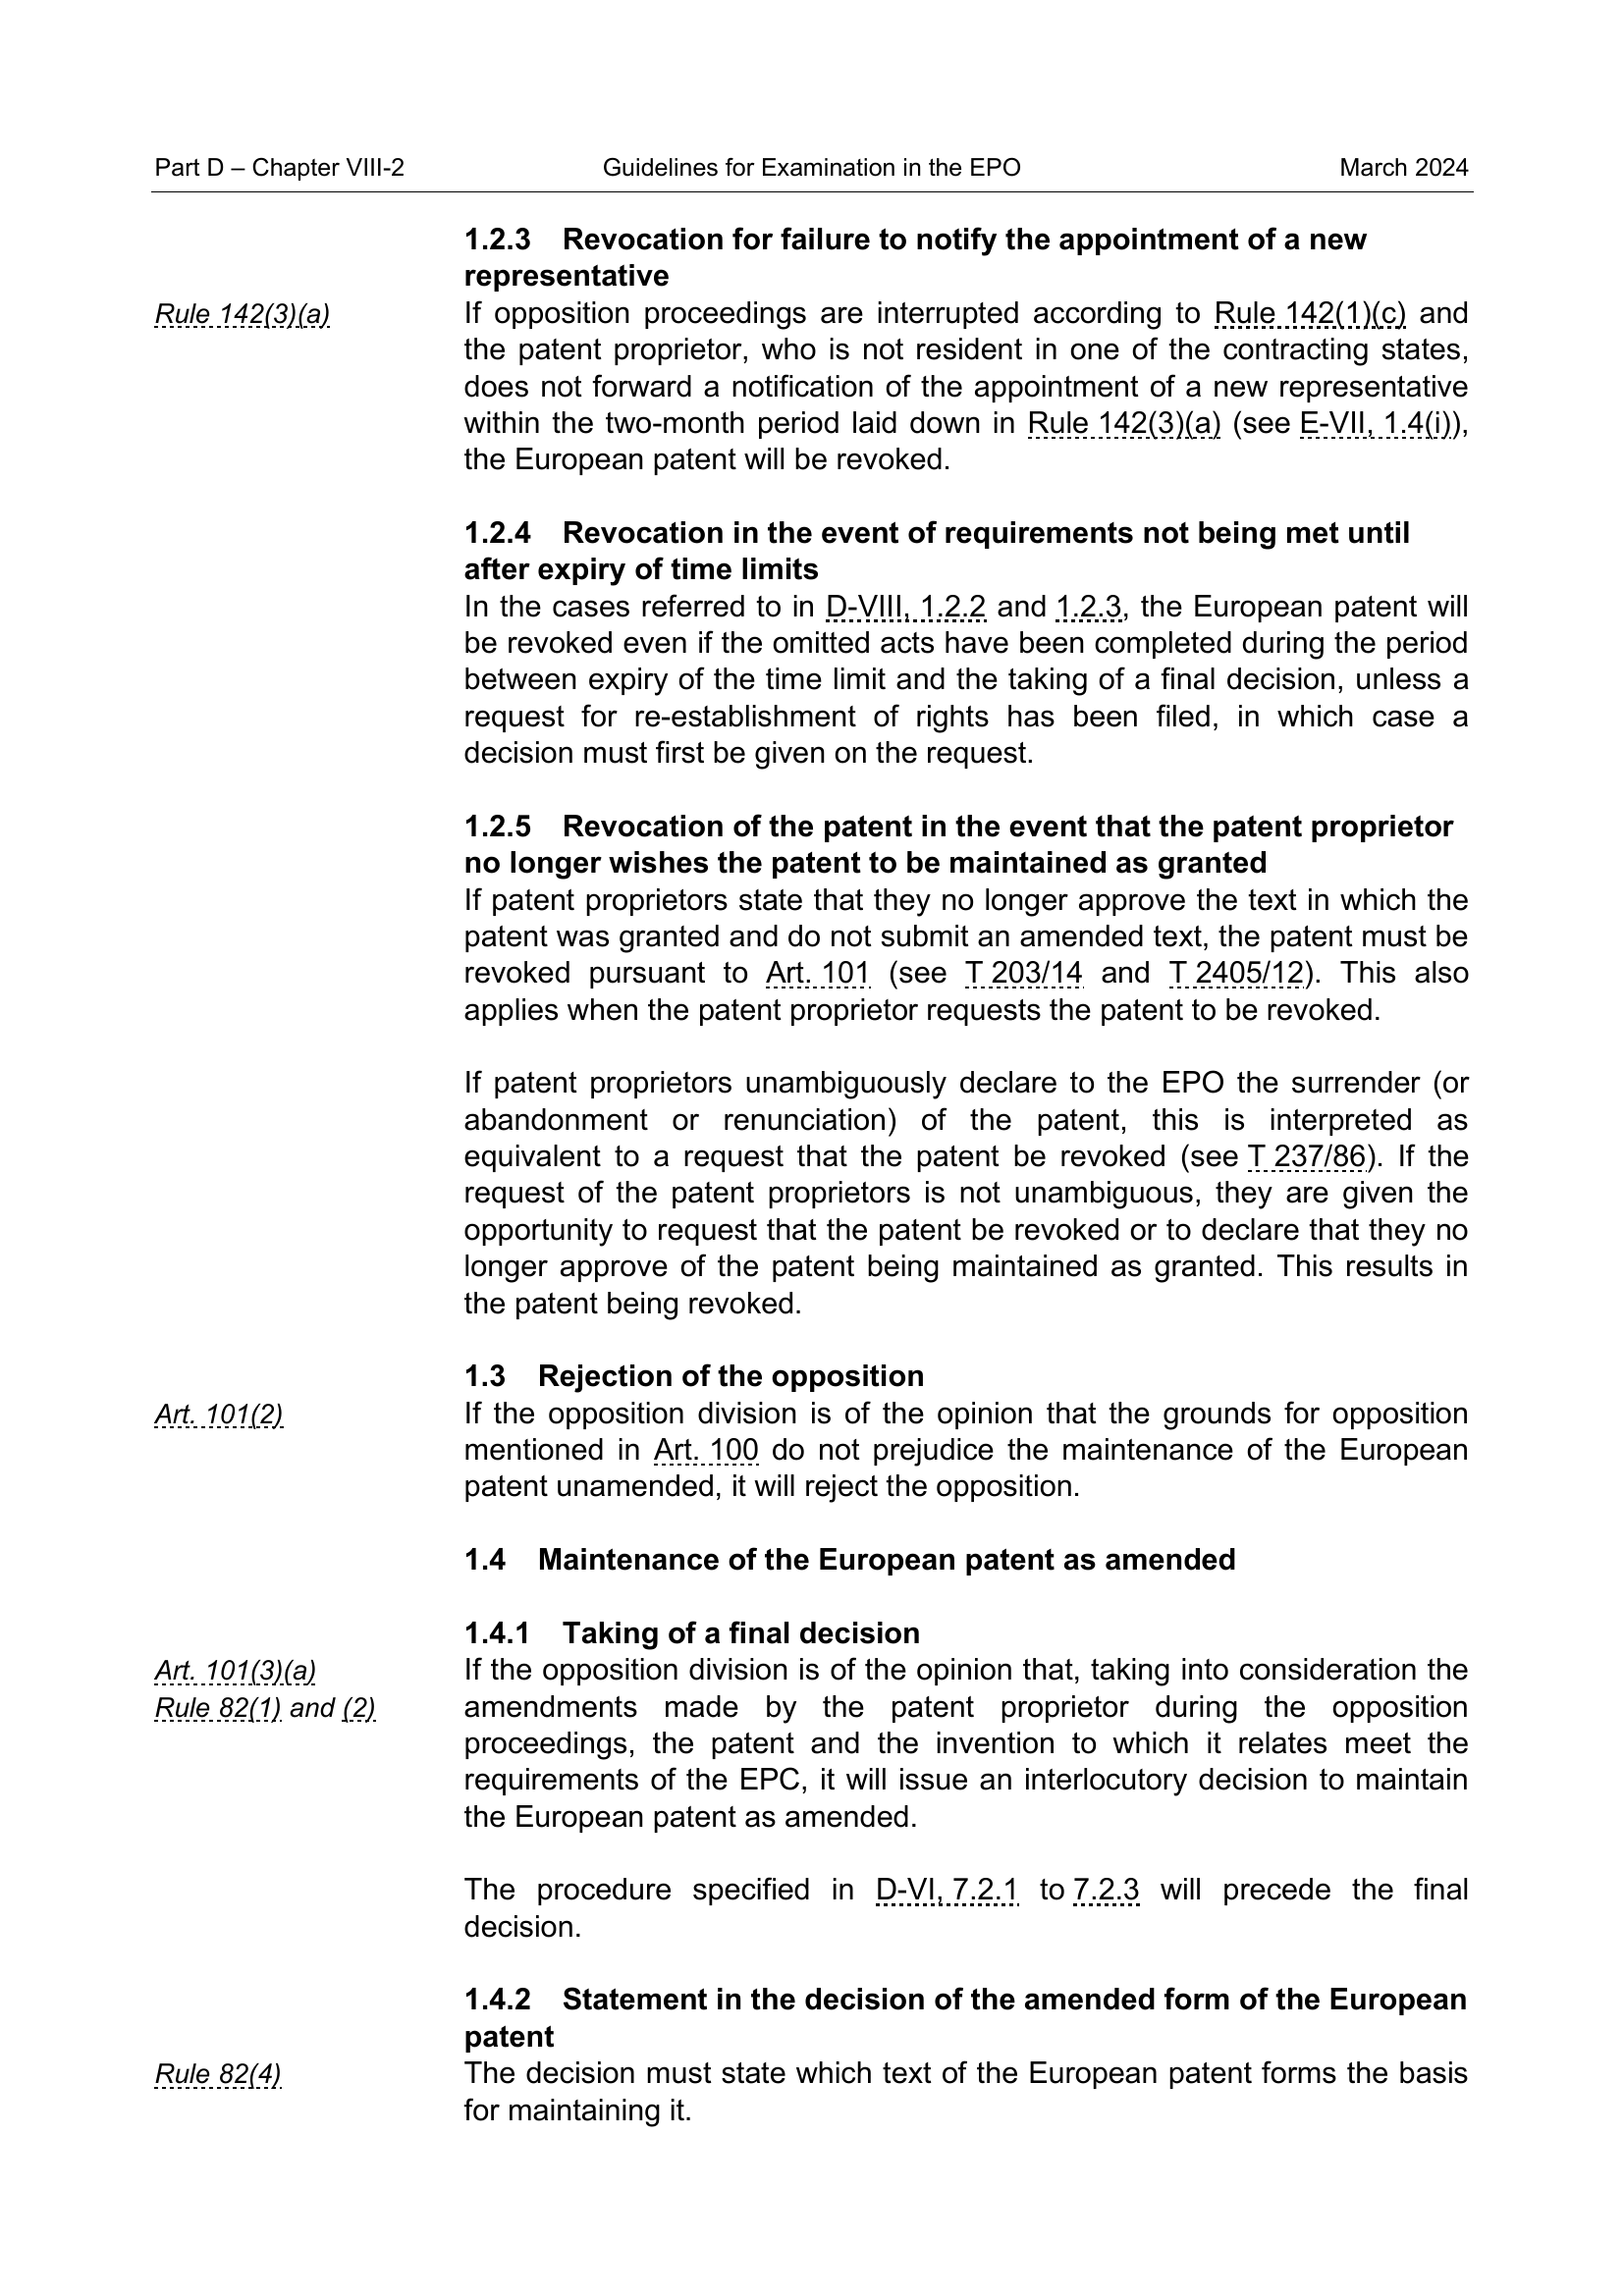 Part D – Chapter VIII-2 Guidelines for Examination in the EPO March 2024
1.2.3 Revocation for failure to notify the appointment of a new
representative
Rule 142(3)(a)
If opposition proceedings are interrupted according to Rule 142(1)(c) and
the patent proprietor, who is not resident in one of the contracting states,
does not forward a notification of the appointment of a new representative
within the two-month period laid down in Rule 142(3)(a) (see E-VII, 1.4(i)),
the European patent will be revoked.
1.2.4 Revocation in the event of requirements not being met until
after expiry of time limits
In the cases referred to in D-VIII, 1.2.2 and 1.2.3, the European patent will
be revoked even if the omitted acts have been completed during the period
between expiry of the time limit and the taking of a final decision, unless a
request for re-establishment of rights has been filed, in which case a
decision must first be given on the request.
1.2.5 Revocation of the patent in the event that the patent proprietor
no longer wishes the patent to be maintained as granted
If patent proprietors state that they no longer approve the text in which the
patent was granted and do not submit an amended text, the patent must be
revoked pursuant to Art. 101 (see T 203/14 and T 2405/12). This also
applies when the patent proprietor requests the patent to be revoked.
If patent proprietors unambiguously declare to the EPO the surrender (or
abandonment or renunciation) of the patent, this is interpreted as
equivalent to a request that the patent be revoked (see T 237/86). If the
request of the patent proprietors is not unambiguous, they are given the
opportunity to request that the patent be revoked or to declare that they no
longer approve of the patent being maintained as granted. This results in
the patent being revoked.
1.3 Rejection of the opposition
Art. 101(2)
If the opposition division is of the opinion that the grounds for opposition
mentioned in Art. 100 do not prejudice the maintenance of the European
patent unamended, it will reject the opposition.
1.4 Maintenance of the European patent as amended
1.4.1 Taking of a final decision
Art. 101(3)(a)
Rule 82(1) and (2)
If the opposition division is of the opinion that, taking into consideration the
amendments made by the patent proprietor during the opposition
proceedings, the patent and the invention to which it relates meet the
requirements of the EPC, it will issue an interlocutory decision to maintain
the European patent as amended.
The procedure specified in D-VI, 7.2.1 to 7.2.3 will precede the final
decision.
1.4.2 Statement in the decision of the amended form of the European
patent
Rule 82(4)
The decision must state which text of the European patent forms the basis
for maintaining it.